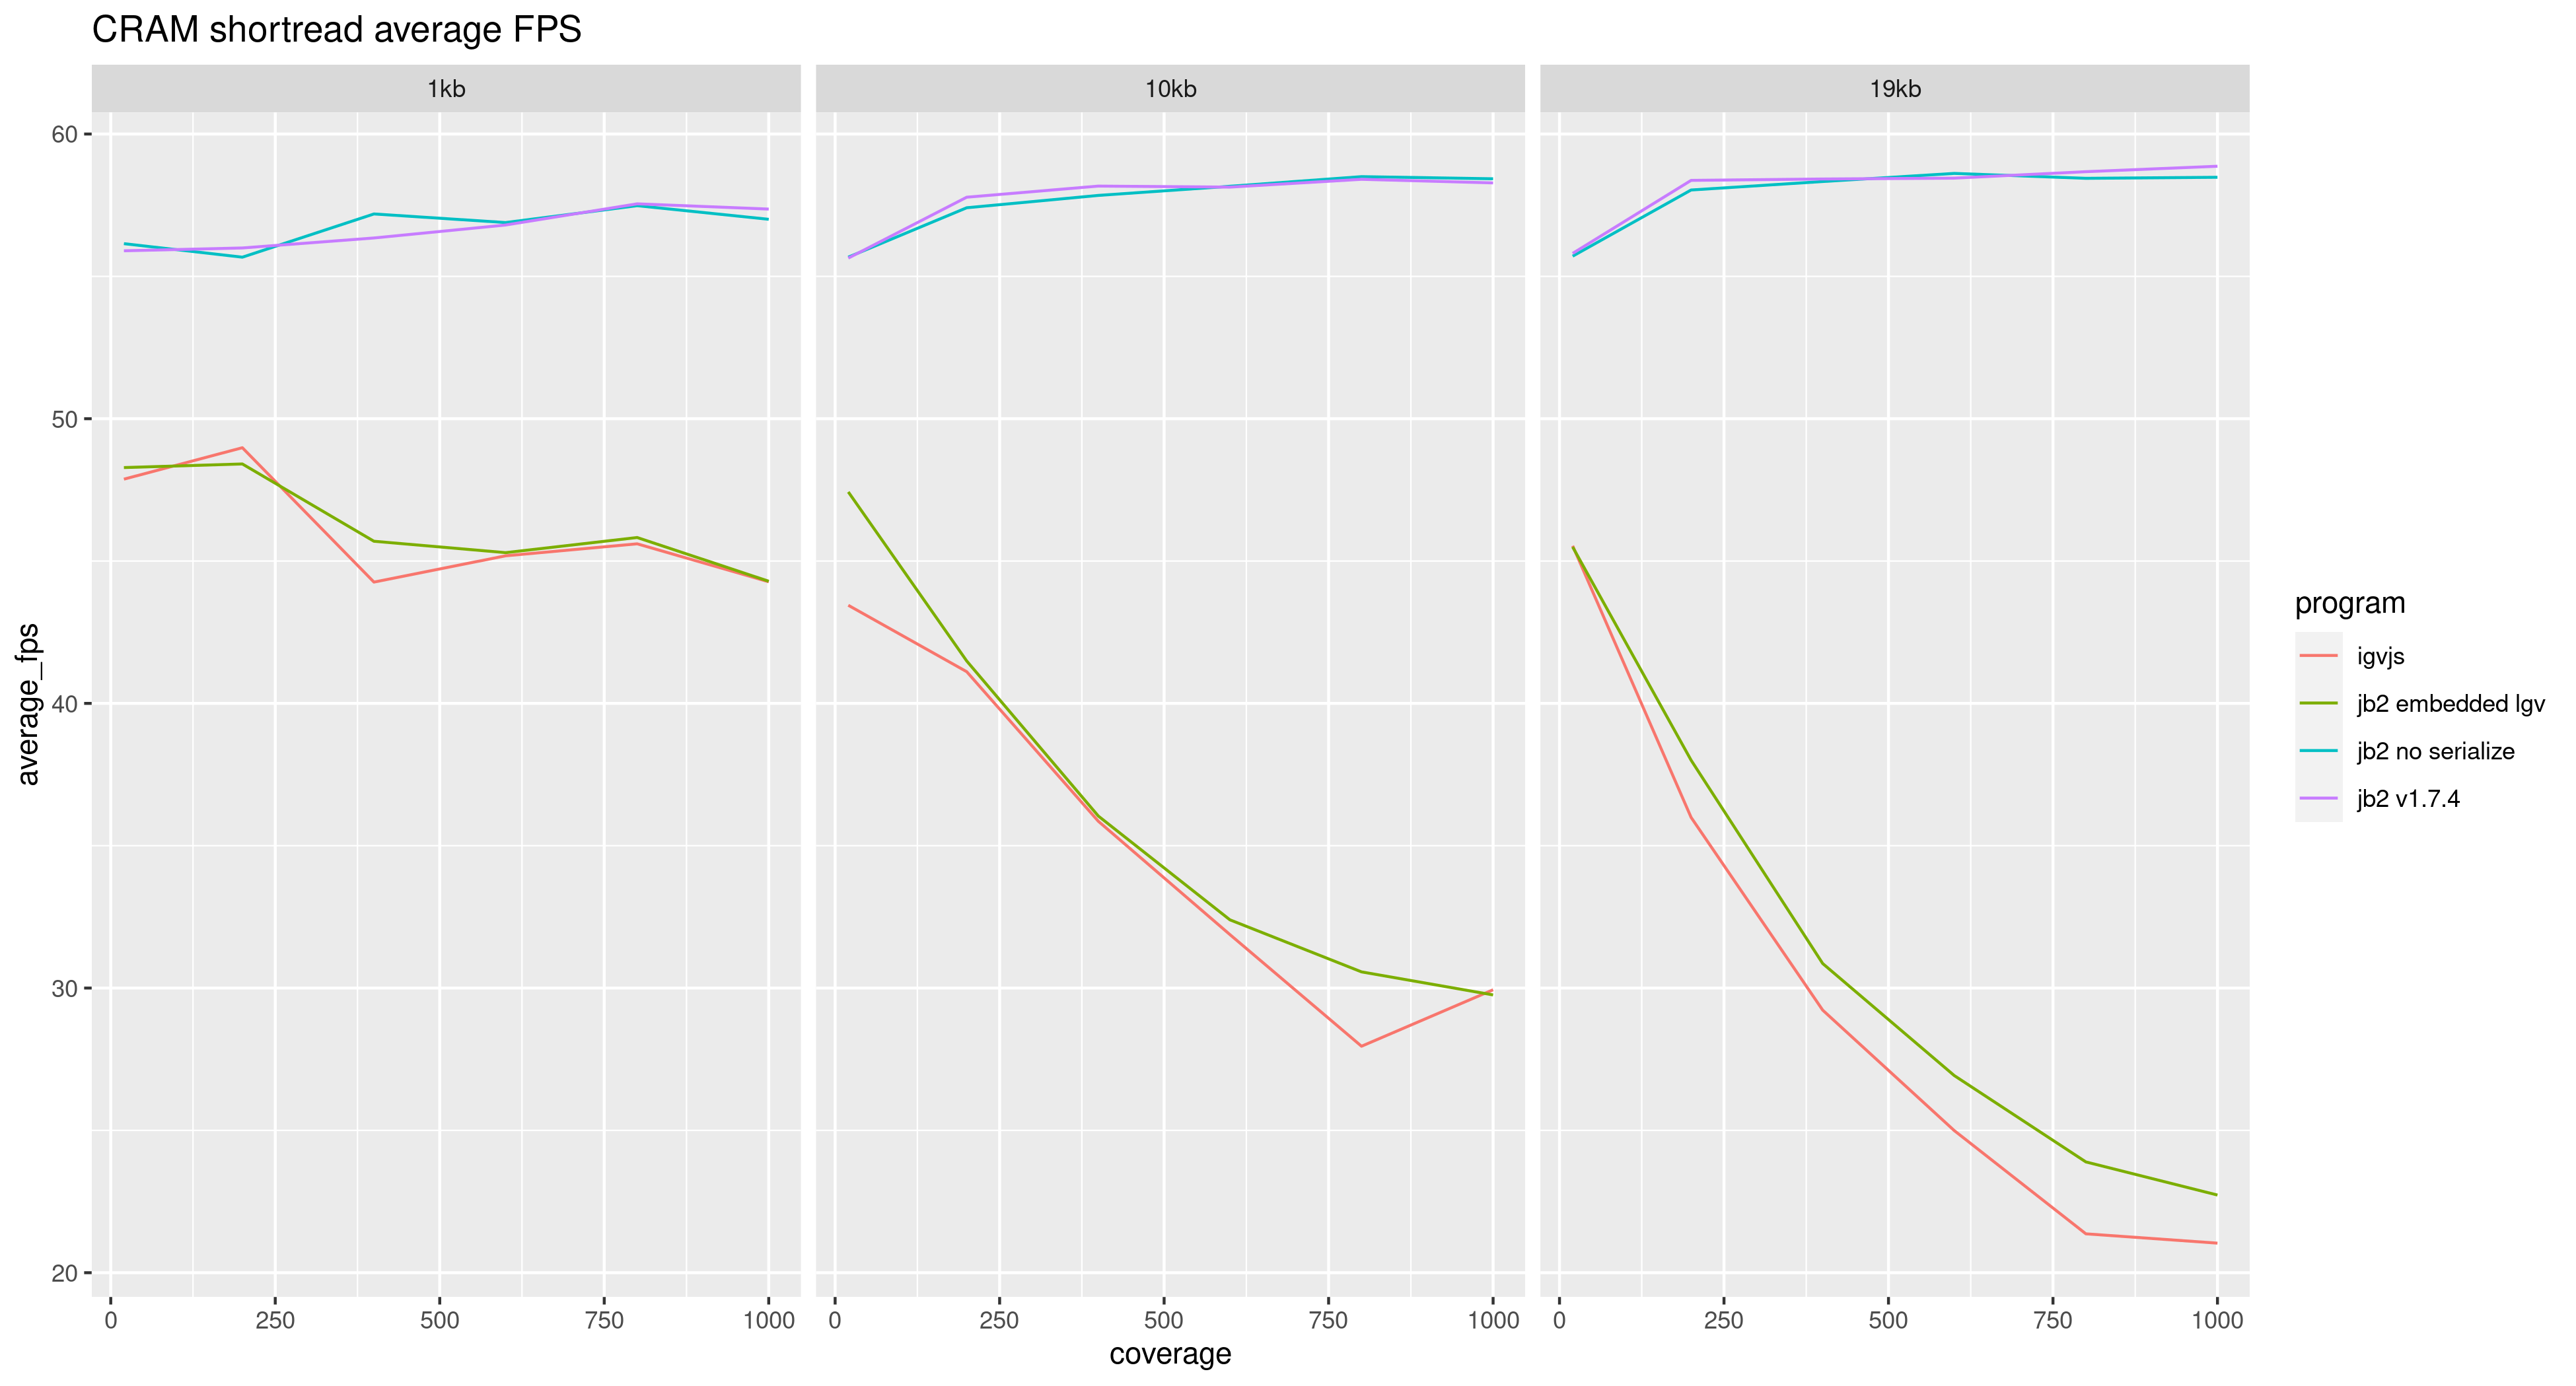 CRAM shortread average FPS
1kb
10kb
19kb
60
50
40
30
20
average_fps
0 250 500 750 1000
0 250 500 750 1000
0 250 500 750 1000
coverage
program
igvjs
jb2 embedded lgv
jb2 no serialize
jb2 v1.7.4